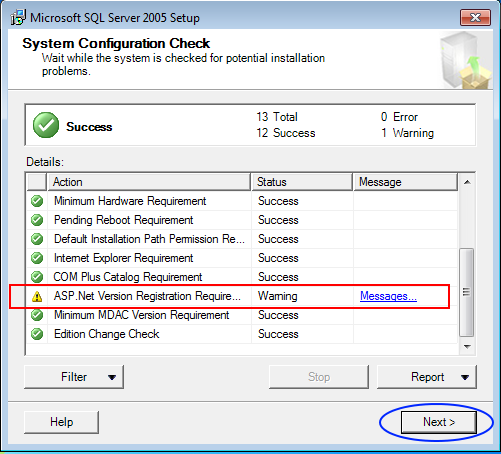 Microsoft SQL Server 2005 Setup
System Configuration Check
Wait while the system is checked for potential installation
problems.
Success
13 Total
0 Error
12 Success
1 Warning
Details:
Action Status Message
Minimum Hardware Requirement Success
Pending Reboot Requirement Success
Default Installation Path Permission Re... Success
Internet Explorer Requirement Success
COM Plus Catalog Requirement Success
ASP.Net Version Registration Require... Warning Messages...
Minimum MDAC Version Requirement Success
Edition Change Check Success
Filter Stop Report
Help Next >